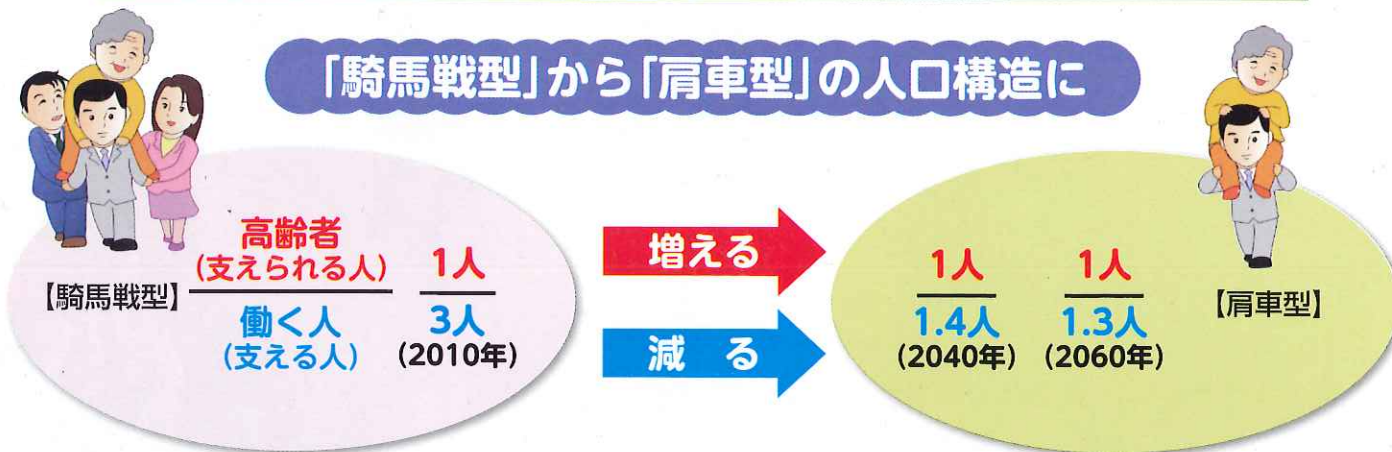 「騎馬戦型」から「肩車型」の人口構造に
【騎馬戦型】
高齢者
(支えられる人)
働く人
(支える人)
1人
3人
(2010年)
増える
減る
1人
1.4人
(2040年)
1人
1.3人
(2060年)
【肩車型】